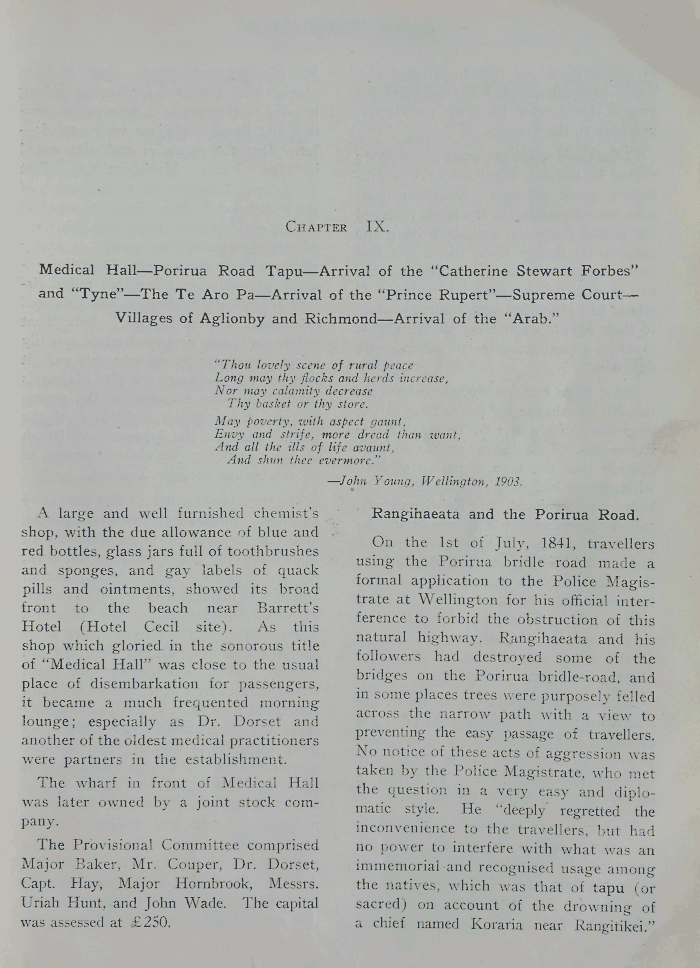 CHAPTER IX.
Medical Hall—Porirua Road Tapu—Arrival of the “Catherine Stewart Forbes”
and “Tyne”—The Te Aro Pa—Arrival of the “Prince Rupert”—Supreme Court—
Villages of Aglionby and Richmond—Arrival of the “Arab.”
“Thou lovely scene of rural peace
Long may thy flocks and herds increase,
Nor may calamity decrease
Thy basket or thy store.
May poverty, with aspect gaunt,
Envy and strife, more dread than want,
And all the ills of life avaunt,
And shun thee evermore.”
—John Young, Wellington, 1903.
A large and well furnished chemist's
shop, with the due allowance of blue and
red bottles, glass jars full of toothbrushes
and sponges, and gay labels of quack
pills and ointments, showed its broad
front to the beach near Barrett's
Hotel (Hotel Cecil site). As this
shop which gloried in the sonorous title
of “Medical Hall” was close to the usual
place of disembarkation for passengers,
it became a much frequented morning
lounge; especially as Dr. Dorset and
another of the oldest medical practitioners
were partners in the establishment.
The wharf in front of Medical Hall
was later owned by a joint stock com-
pany.
The Provisional Committee comprised
Major Baker, Mr. Couper, Dr. Dorset,
Capt. Hay, Major Hornbrook, Messrs.
Uriah Hunt, and John Wade. The capital
was assessed at £250.
Rangihaeata and the Porirua Road.
On the 1st of July, 1841, travellers
using the Porirua bridle road made a
formal application to the Police Magis-
trate at Wellington for his official inter-
ference to forbid the obstruction of this
natural highway. Rangihaeata and his
followers had destroyed some of the
bridges on the Porirua bridle-road, and
in some places trees were purposely felled
across the narrow path with a view to
preventing the easy passage of travellers.
No notice of these acts of aggression was
taken by the Police Magistrate, who met
the question in a very easy and diplo-
matic style. He “deeply regretted the
inconvenience to the travellers, but had
no power to interfere with what was an
immemorial and recognised usage among
the natives, which was that of tapu (or
sacred) on account of the drowning of
a chief named Koraria near Rangitikei.”